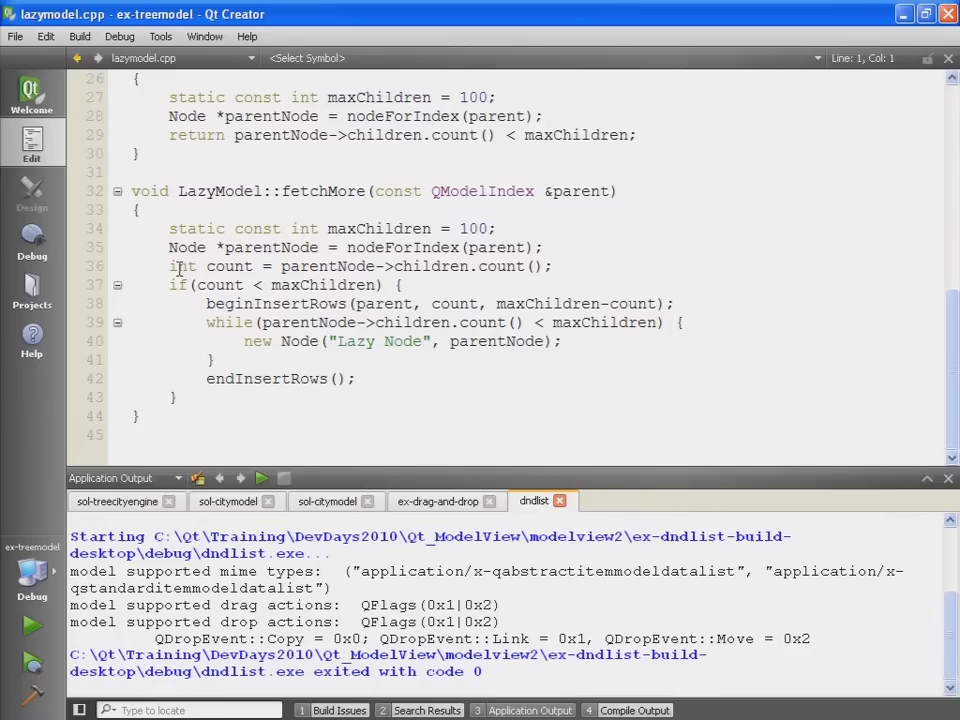 lazymodel.cpp - ex-treemodel - Qt Creator
File Edit Build Debug Tools Window Help
lazymodel.cpp <Select Symbol> Line: 1, Col: 1
Welcome
Edit
Design
Debug
Projects
Help
26 {
27 static const int maxChildren = 100;
28 Node *parentNode = nodeForIndex(parent);
29 return parentNode->children.count() < maxChildren;
30 }
31
32 void LazyModel::fetchMore(const QModelIndex &parent)
33 {
34 static const int maxChildren = 100;
35 Node *parentNode = nodeForIndex(parent);
36 int count = parentNode->children.count();
37 if(count < maxChildren) {
38 beginInsertRows(parent, count, maxChildren-count);
39 while(parentNode->children.count() < maxChildren) {
40 new Node("Lazy Node", parentNode);
41 }
42 endInsertRows();
43 }
44 }
45
Application Output
sol-treecityengine sol-citymodel sol-citymodel ex-drag-and-drop dndlist
Starting C:\Qt\Training\DevDays2010\Qt_ModelView\modelview2\ex-dndlist-build-
desktop\debug\dndlist.exe...
model supported mime types: ("application/x-qabstractitemmodeldatalist", "application/x-
qstandarditemmodeldatalist")
model supported drag actions: QFlags(0x1|0x2)
model supported drop actions: QFlags(0x1|0x2)
QDropEvent::Copy = 0x0; QDropEvent::Link = 0x1, QDropEvent::Move = 0x2
C:\Qt\Training\DevDays2010\Qt_ModelView\modelview2\ex-dndlist-build-
desktop\debug\dndlist.exe exited with code 0
ex-treemodel
Debug
Type to locate 1 Build Issues 2 Search Results 3 Application Output 4 Compile Output